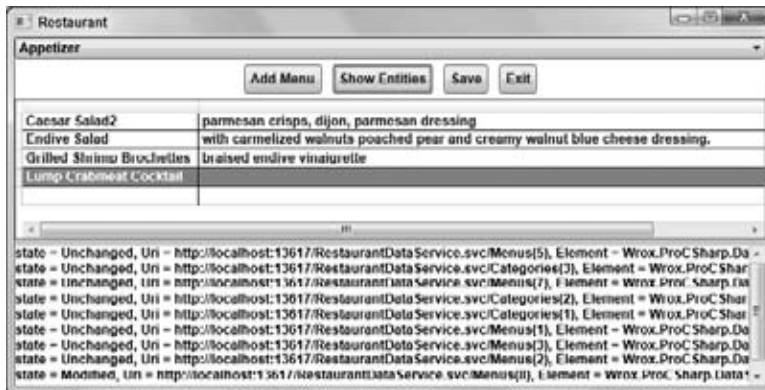 Restaurant
Appetizer
Add Menu Show Entities Save Exit
Caesar Salad2 parmesan crisps, dijon, parmesan dressing
Endive Salad with carmelized walnuts poached pear and creamy walnut blue cheese dressing.
Grilled Shrimp Brochettes braised endive vinaigrette
Lump Crabmeat Cocktail
state = Unchanged, Uri = http://localhost:13617/RestaurantDataService.svc/Menus(5), Element = Wrox.ProCSharp.Da
state = Unchanged, Uri = http://localhost:13617/RestaurantDataService.svc/Categories(3), Element = Wrox.ProCShar
state = Unchanged, Uri = http://localhost:13617/RestaurantDataService.svc/Menus(7), Element = Wrox.ProCSharp.Da
state = Unchanged, Uri = http://localhost:13617/RestaurantDataService.svc/Categories(2), Element = Wrox.ProCShar
state = Unchanged, Uri = http://localhost:13617/RestaurantDataService.svc/Categories(1), Element = Wrox.ProCShar
state = Unchanged, Uri = http://localhost:13617/RestaurantDataService.svc/Menus(1), Element = Wrox.ProCSharp.Da
state = Unchanged, Uri = http://localhost:13617/RestaurantDataService.svc/Menus(3), Element = Wrox.ProCSharp.Da
state = Unchanged, Uri = http://localhost:13617/RestaurantDataService.svc/Menus(2), Element = Wrox.ProCSharp.Da
state = Modified, Uri = http://localhost:13617/RestaurantDataService.svc/Menus(8), Element = Wrox.ProCSharp.Data